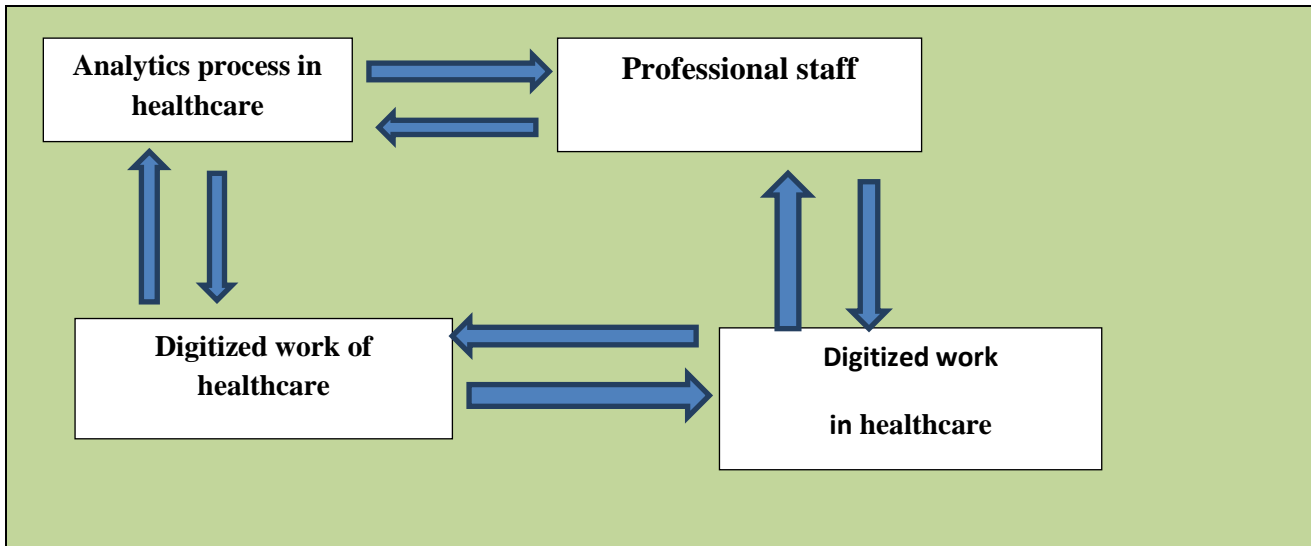 Analytics process in
healthcare
Professional staff
Digitized work of
healthcare
Digitized work
in healthcare